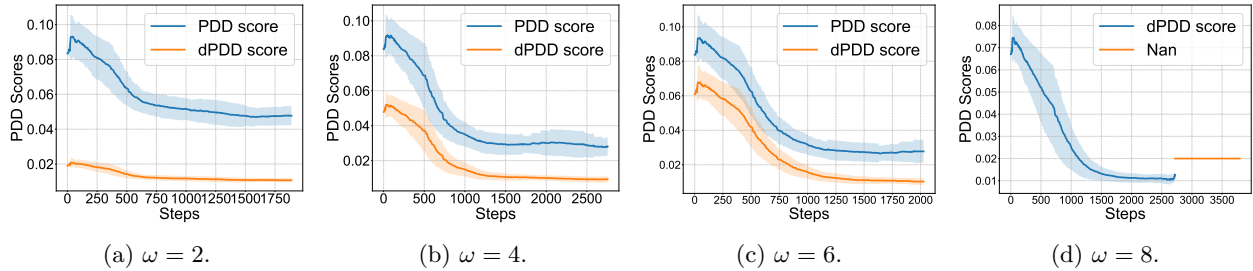 PDD Scores
0.10
0.08
0.06
0.04
0.02
PDD Score
dPDD score
0 250 500 750 1000 1250 1500 1750
Steps
(a) ω = 2.
PDD Scores
0.10
0.08
0.06
0.04
0.02
PDD Scores
dPDD score
0 500 1000 1500 2000 2500
Steps
(b) ω = 4.
PDD Scores
0.10
0.08
0.06
0.04
0.02
PDD Scores
dPDD score
0 250 500 750 1000 1250 1500 1750 2000
Steps
(c) ω = 6.
PDD Scores
0.08
0.07
0.06
0.05
0.04
0.03
0.02
0.01
dPDD score
Nan
0 500 1000 1500 2000 2500 3000 3500
Steps
(d) ω = 8.